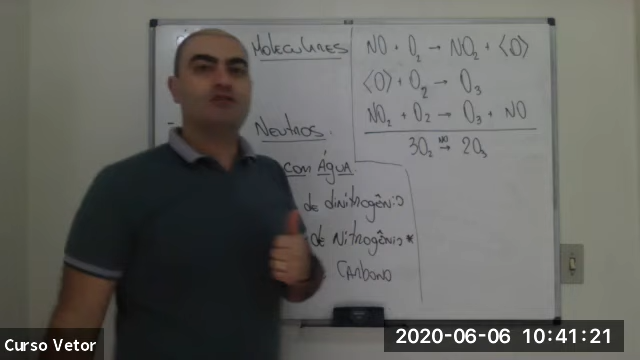 Moleculares
Neutros.
com Água
de dinitrogênio
de Nitrogênio*
Carbono
NO + O₂ → NO₂ + <O>
<O> + O₂ → O₃
NO₂ + O₂ → O₃ + NO
3O₂ NO→ 2O₃
Curso Vetor
2020-06-06 10:41:21